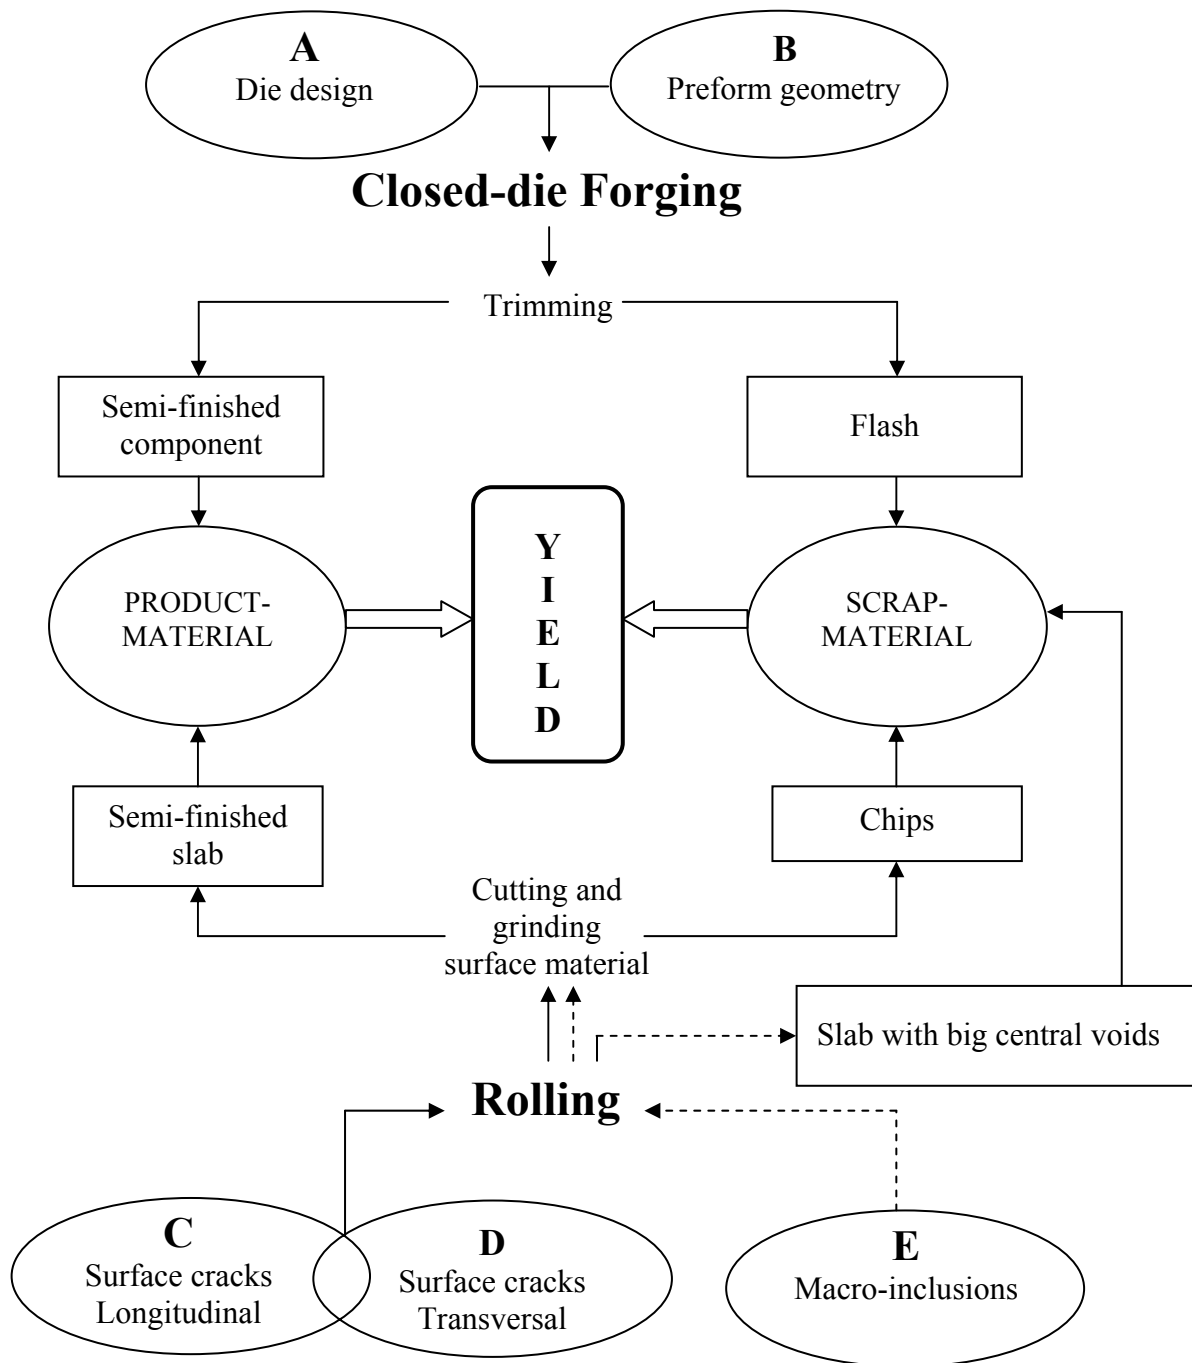 A
Die design
B
Preform geometry
Closed-die Forging
Trimming
Semi-finished
component
Flash
PRODUCT-
MATERIAL
Y
I
E
L
D
SCRAP-
MATERIAL
Semi-finished
slab
Chips
Cutting and
grinding
surface material
Slab with big central voids
Rolling
C
Surface cracks
Longitudinal
D
Surface cracks
Transversal
E
Macro-inclusions